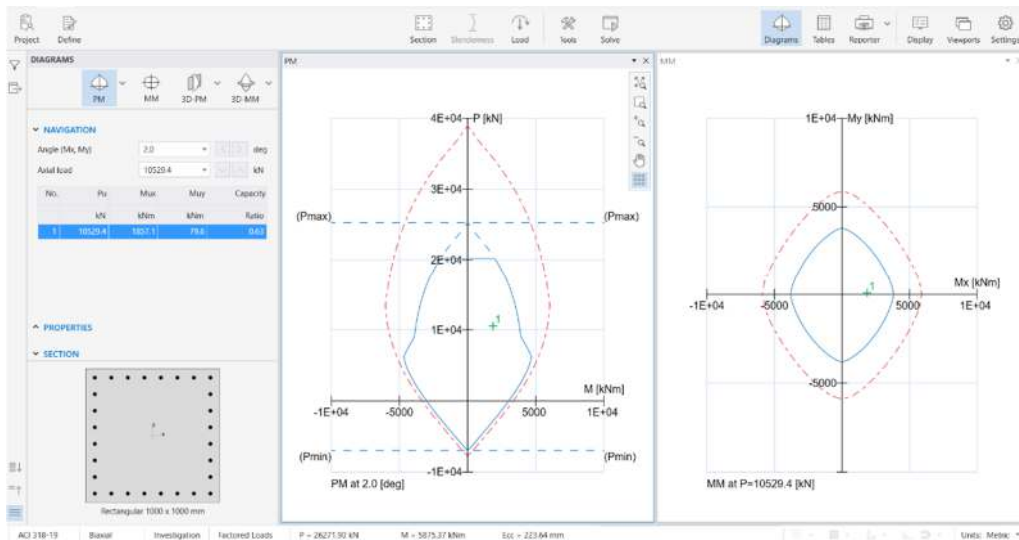 Project Define Section Slenderness Load Tools Solve Diagrams Tables Reporter Display Viewports Settings
DIAGRAMS
PM MM 3D-PM 3D-MM
NAVIGATION
Angle (Mx, My) 2.0 deg
Axial load 10529.4 kN
No. Pu Mux Muy Capacity
kN kNm kNm Ratio
1 10529.4 1857.1 79.6 0.63
PROPERTIES
SECTION
Rectangular 1000 x 1000 mm
PM
4E+04 P [kN]
3E+04
(Pmax) (Pmax)
2E+04
1
1E+04
M [kNm]
-1E+04 -5000 5000 1E+04
(Pmin) (Pmin)
-1E+04
PM at 2.0 [deg]
MM
1E+04 My [kNm]
5000
Mx [kNm]
1
-1E+04 -5000 5000 1E+04
-5000
MM at P=10529.4 [kN]
ACI 318-19 Biaxial Investigation Factored Loads P = 26271.90 kN M = 5875.37 kNm Ecc = 223.64 mm Units: Metric